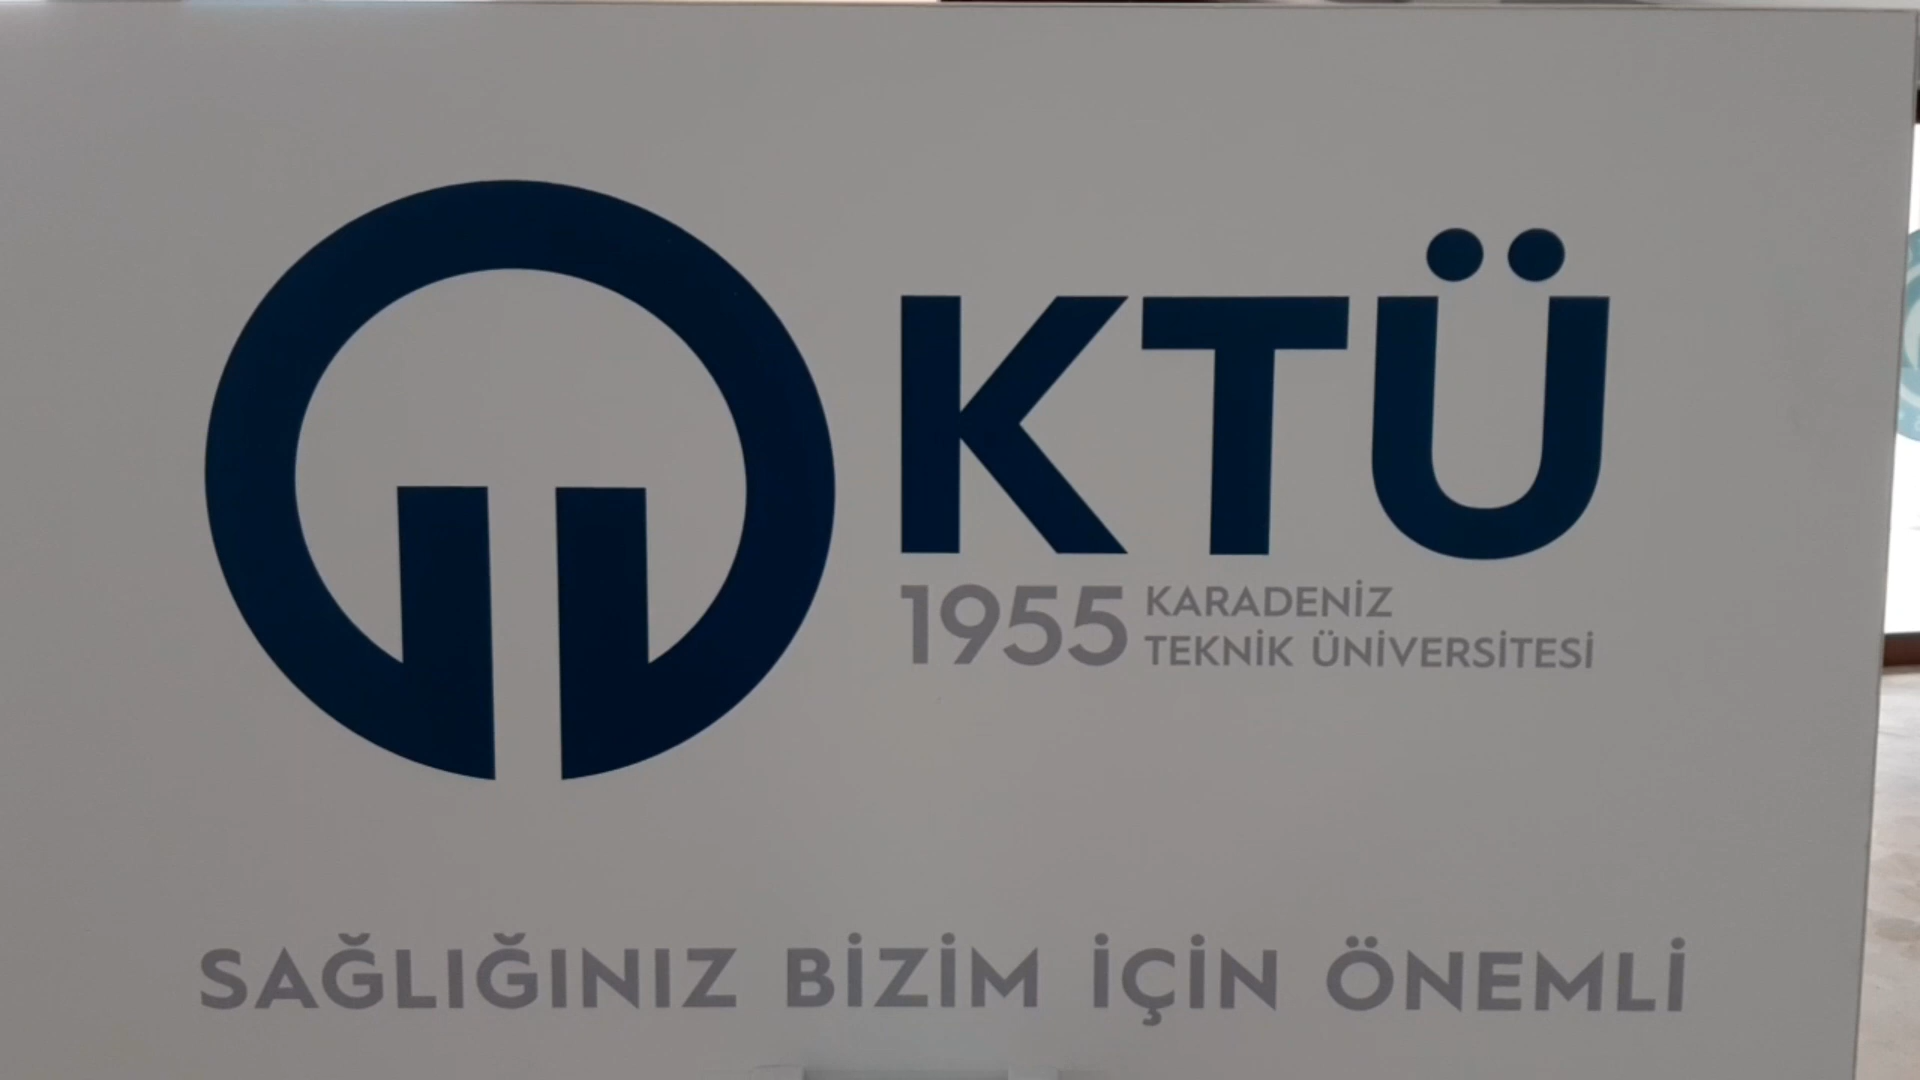 KTÜ
1955 KARADENİZ
TEKNİK ÜNİVERSİTESİ
SAĞLIĞINIZ BİZİM İÇİN ÖNEMLİ